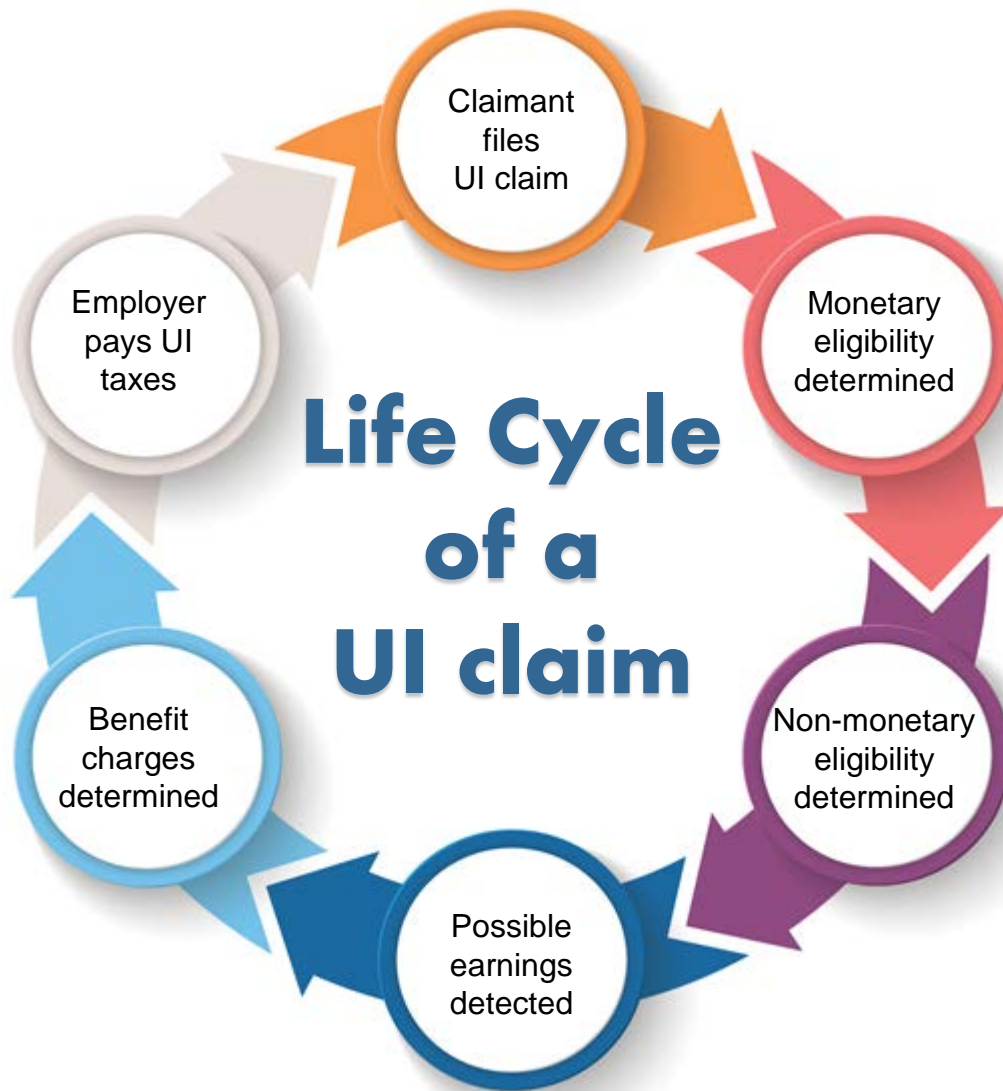 Claimant
files
UI claim
Monetary
eligibility
determined
Non-monetary
eligibility
determined
Possible
earnings
detected
Benefit
charges
determined
Employer
pays UI
taxes
Life Cycle
of a
UI claim